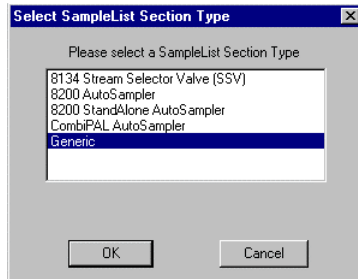 Select SampleList Section Type
Please select a SampleList Section Type
8134 Stream Selector Valve (SSV)
8200 AutoSampler
8200 StandAlone AutoSampler
CombiPAL AutoSampler
Generic
OK Cancel